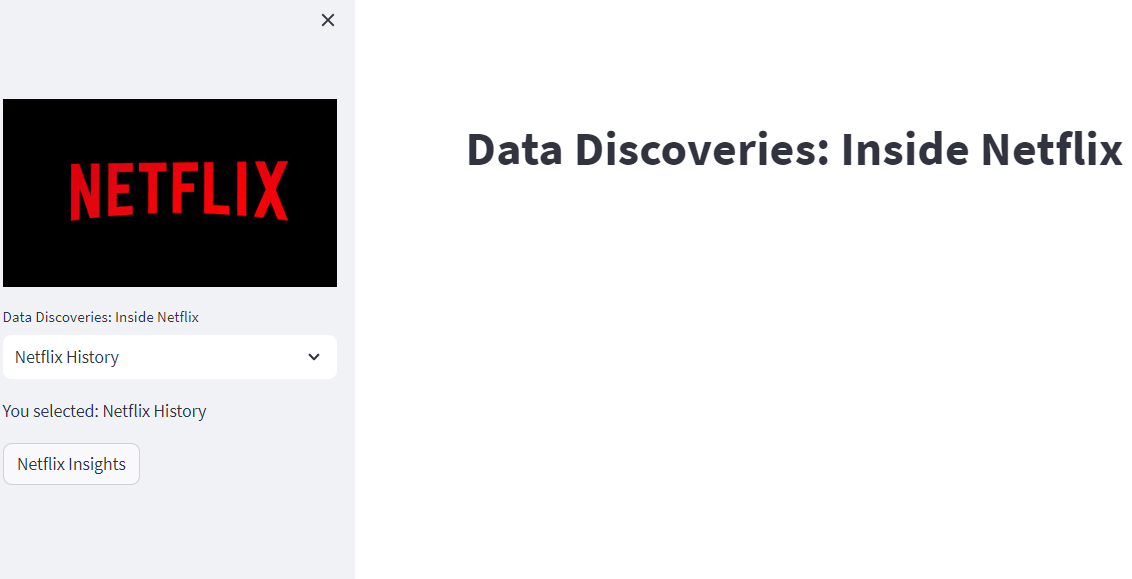 NETFLIX
Data Discoveries: Inside Netflix
Netflix History
You selected: Netflix History
Netflix Insights
Data Discoveries: Inside Netflix